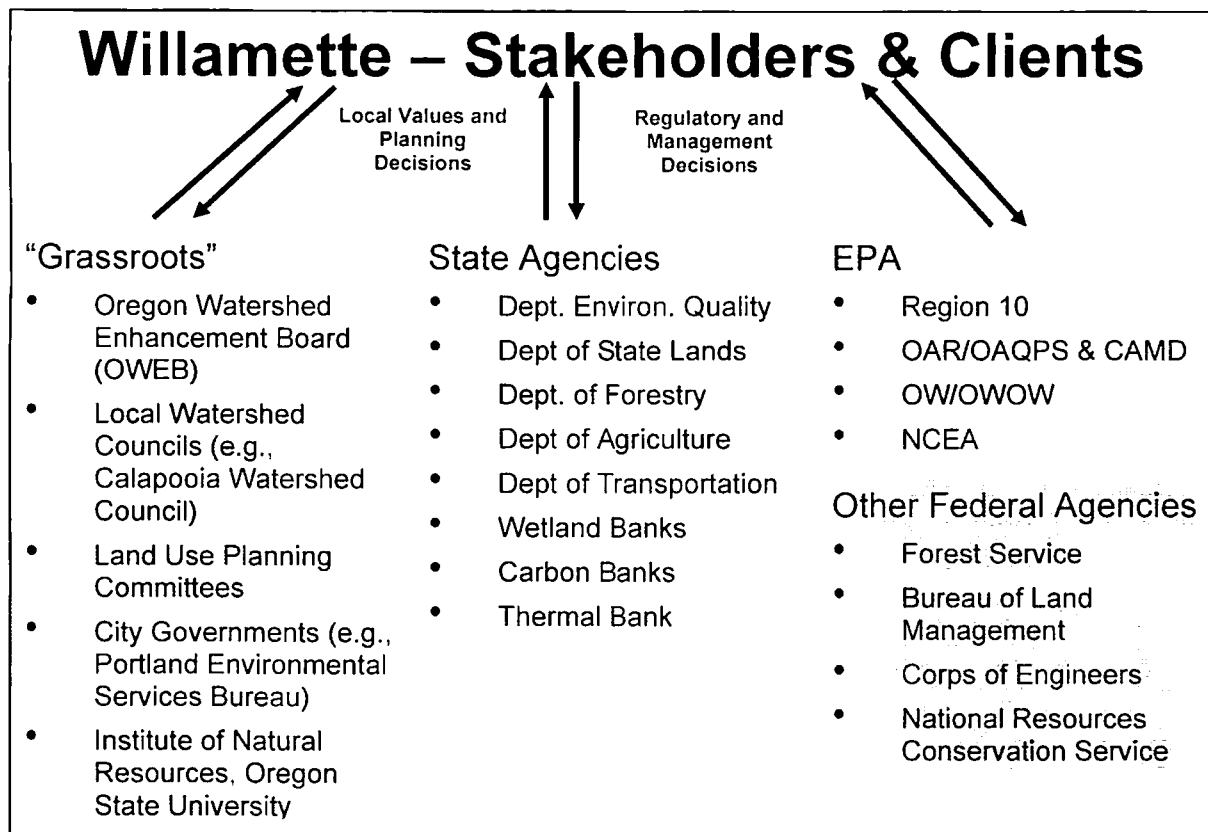 Willamette – Stakeholders & Clients
Local Values and
Planning
Decisions
Regulatory and
Management
Decisions
“Grassroots”
• Oregon Watershed
Enhancement Board
(OWEB)
• Local Watershed
Councils (e.g.,
Calapooia Watershed
Council)
• Land Use Planning
Committees
• City Governments (e.g.,
Portland Environmental
Services Bureau)
• Institute of Natural
Resources, Oregon
State University
State Agencies
• Dept. Environ. Quality
• Dept of State Lands
• Dept. of Forestry
• Dept of Agriculture
• Dept of Transportation
• Wetland Banks
• Carbon Banks
• Thermal Bank
EPA
• Region 10
• OAR/OAQPS & CAMD
• OW/OWOW
• NCEA
Other Federal Agencies
• Forest Service
• Bureau of Land
Management
• Corps of Engineers
• National Resources
Conservation Service